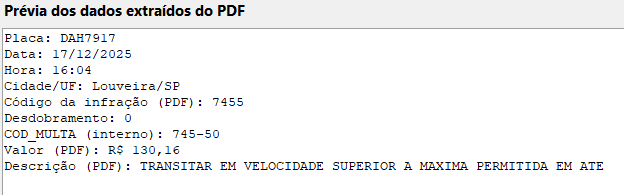 Prévia dos dados extraídos do PDF
Placa: DAH7917
Data: 17/12/2025
Hora: 16:04
Cidade/UF: Louveira/SP
Código da infração (PDF): 7455
Desdobramento: 0
COD_MULTA (interno): 745-50
Valor (PDF): R$ 130,16
Descrição (PDF): TRANSITAR EM VELOCIDADE SUPERIOR A MAXIMA PERMITIDA EM ATE